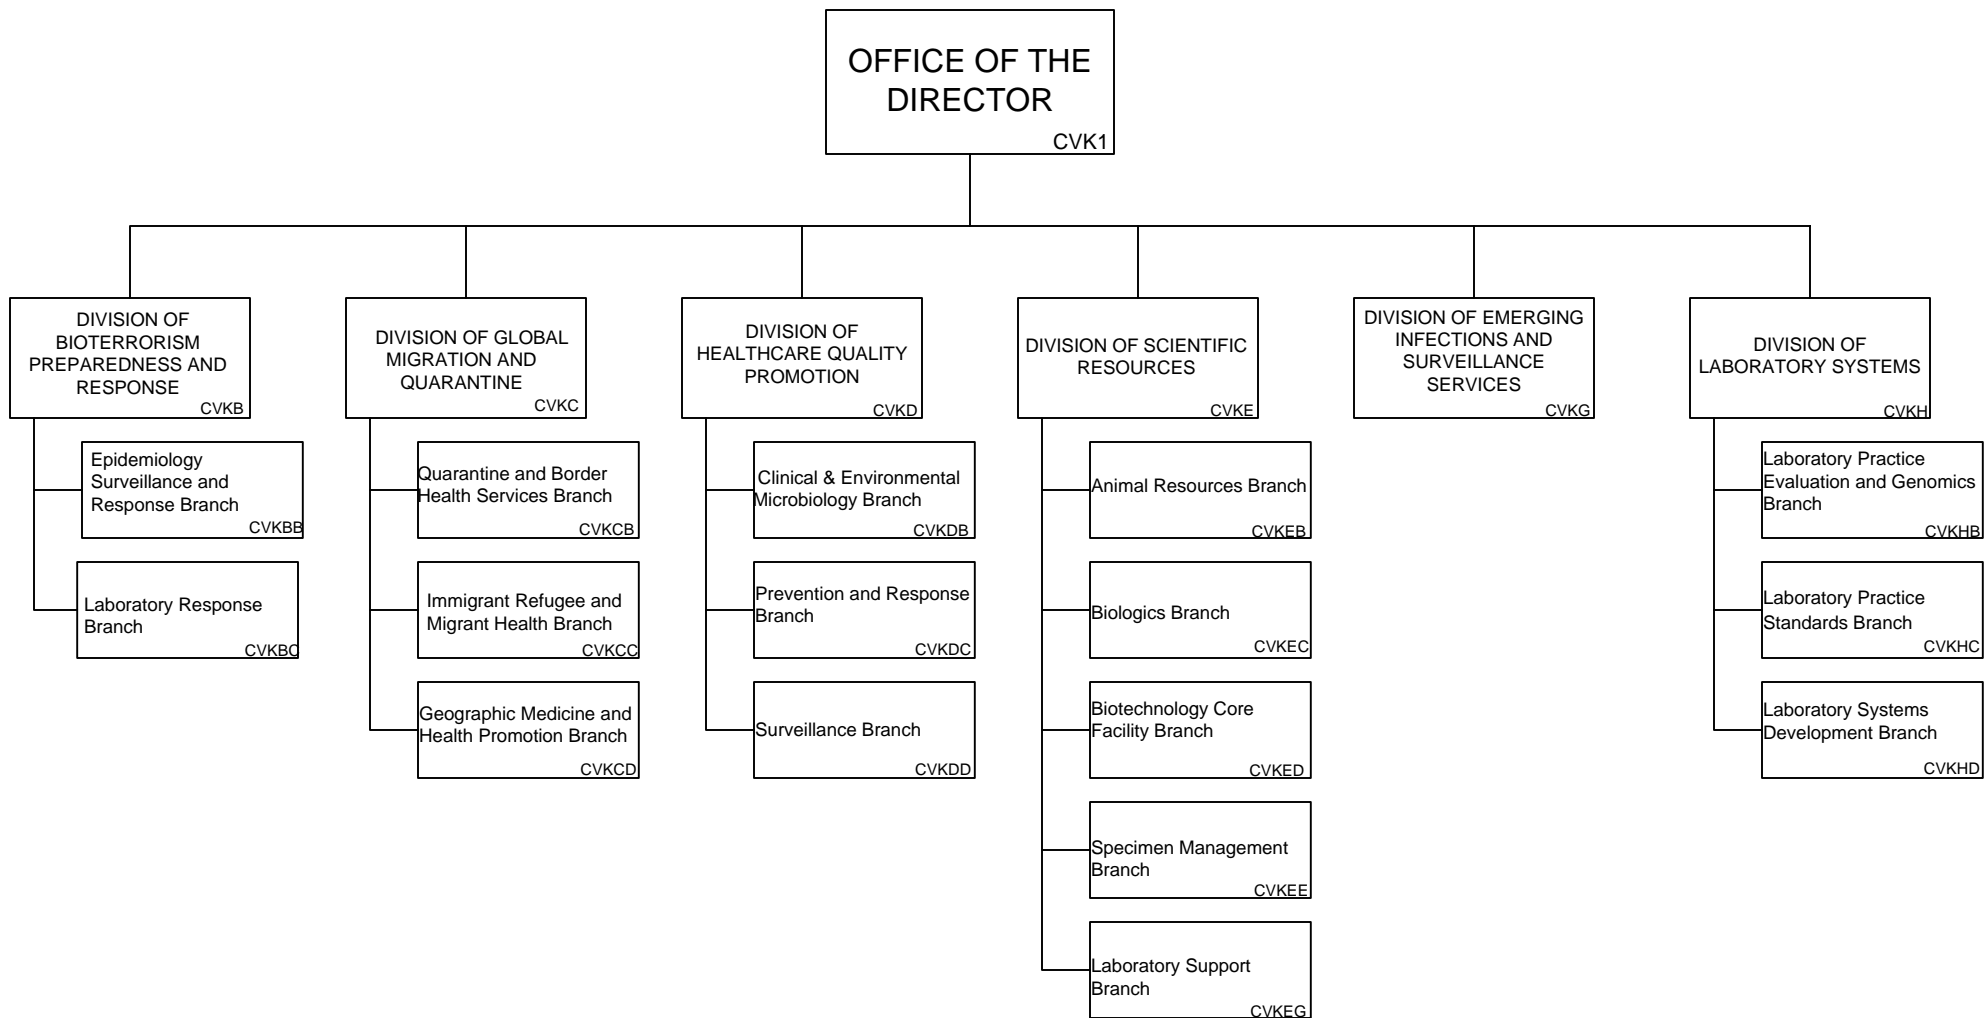 OFFICE OF THE
DIRECTOR
CVK1
DIVISION OF
BIOTERRORISM
PREPAREDNESS AND
RESPONSE
CVKB
Epidemiology
Surveillance and
Response Branch
CVKBB
Laboratory Response
Branch
CVKBC
DIVISION OF GLOBAL
MIGRATION AND
QUARANTINE
CVKC
Quarantine and Border
Health Services Branch
CVKCB
Immigrant Refugee and
Migrant Health Branch
CVKCC
Geographic Medicine and
Health Promotion Branch
CVKCD
DIVISION OF
HEALTHCARE QUALITY
PROMOTION
CVKD
Clinical & Environmental
Microbiology Branch
CVKDB
Prevention and Response
Branch
CVKDC
Surveillance Branch
CVKDD
DIVISION OF SCIENTIFIC
RESOURCES
CVKE
Animal Resources Branch
CVKEB
Biologics Branch
CVKEC
Biotechnology Core
Facility Branch
CVKED
Specimen Management
Branch
CVKEE
Laboratory Support
Branch
CVKEG
DIVISION OF EMERGING
INFECTIONS AND
SURVEILLANCE
SERVICES
CVKG
DIVISION OF
LABORATORY SYSTEMS
CVKH
Laboratory Practice
Evaluation and Genomics
Branch
CVKHB
Laboratory Practice
Standards Branch
CVKHC
Laboratory Systems
Development Branch
CVKHD